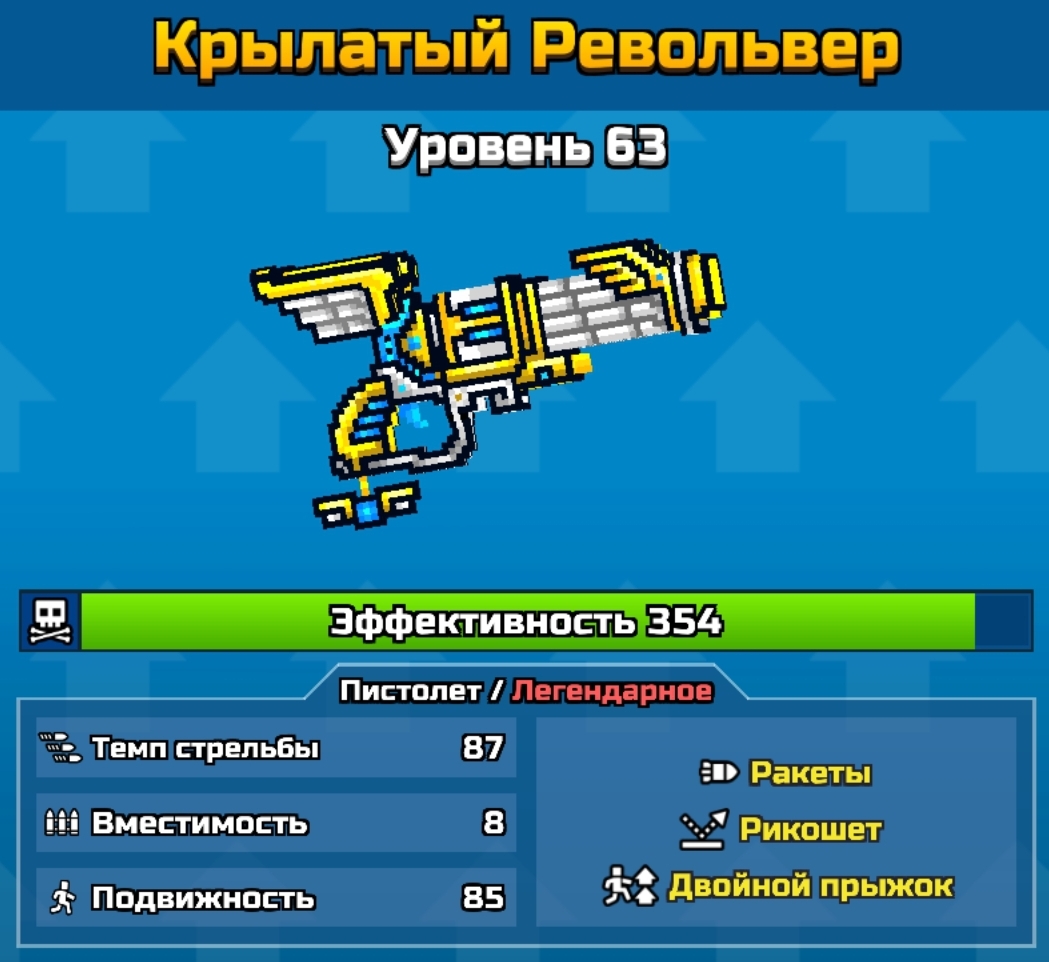 Крылатый Револьвер
Уровень 63
Эффективность 354
Пистолет / Легендарное
Темп стрельбы 87
Вместимость 8
Подвижность 85
Ракеты
Рикошет
Двойной прыжок